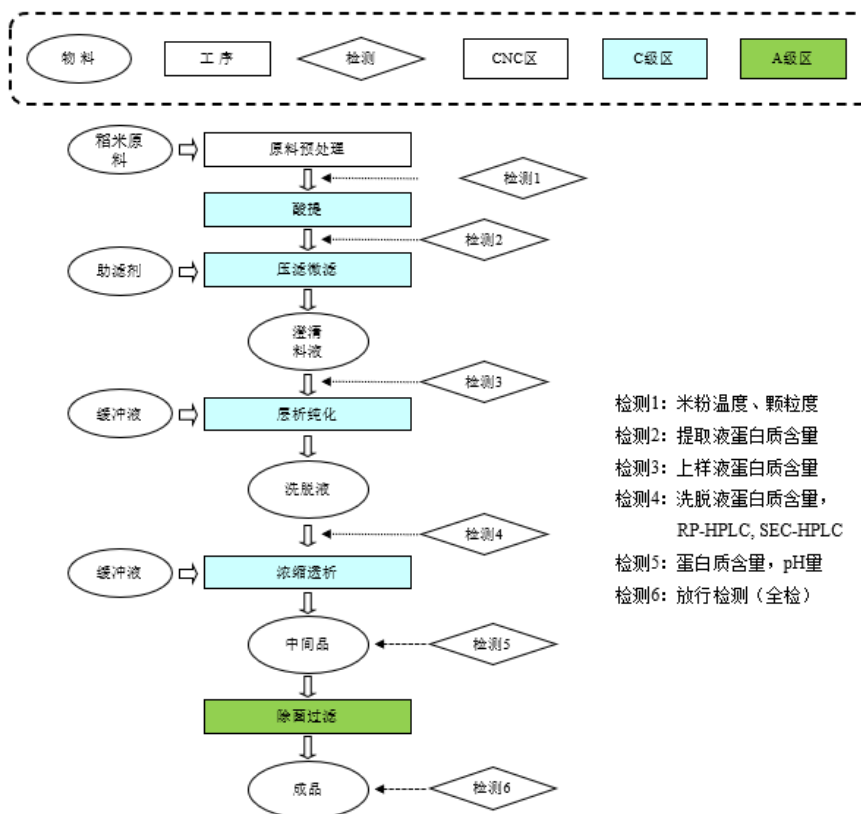 物料
工序
检测
CNC区
C级区
A级区
稻米原
料
原料预处理
检测1
酸提
检测2
助滤剂
压滤微滤
澄清
料液
检测3
缓冲液
层析纯化
洗脱液
检测4
缓冲液
浓缩透析
中间品
检测5
除菌过滤
成品
检测6
检测1：米粉温度、颗粒度
检测2：提取液蛋白质含量
检测3：上样液蛋白质含量
检测4：洗脱液蛋白质含量，
RP-HPLC, SEC-HPLC
检测5：蛋白质含量，pH量
检测6：放行检测（全检）